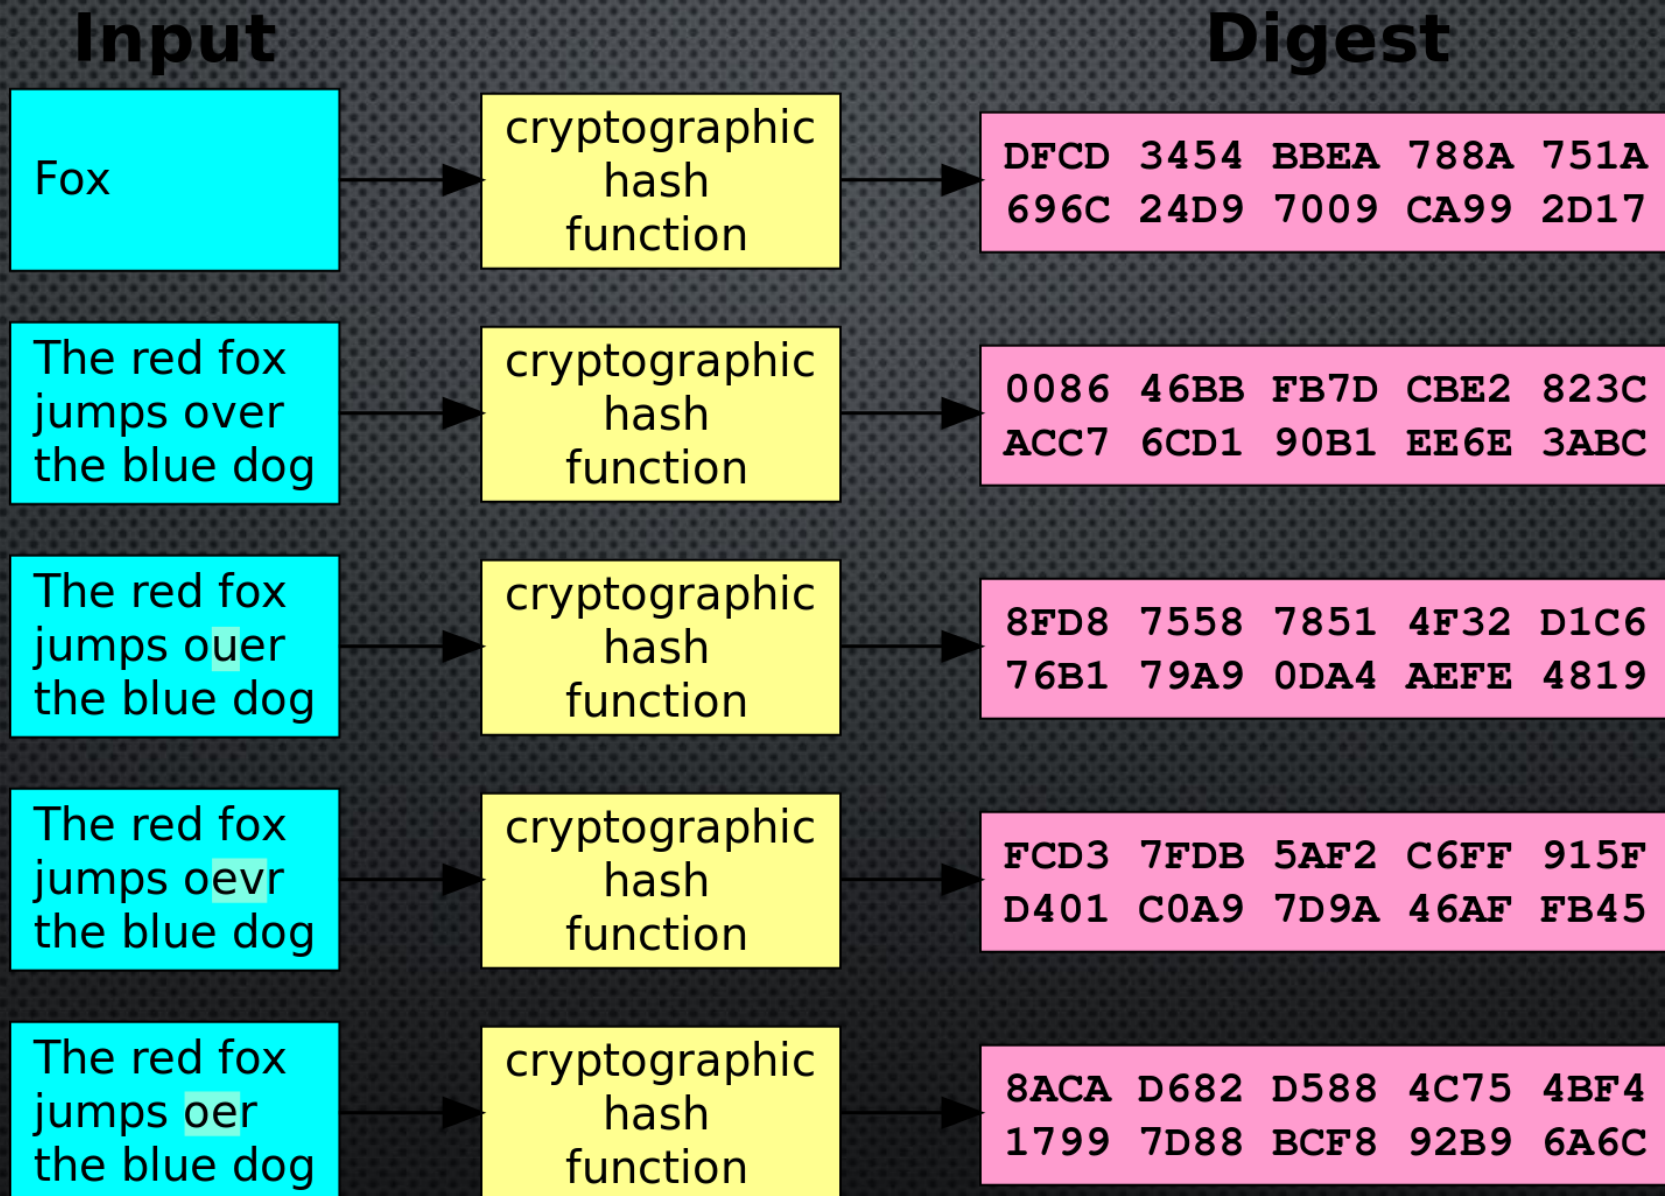 Input
Digest
Fox
cryptographic
hash
function
DFCD 3454 BBEA 788A 751A
696C 24D9 7009 CA99 2D17
The red fox
jumps over
the blue dog
cryptographic
hash
function
0086 46BB FB7D CBE2 823C
ACC7 6CD1 90B1 EE6E 3ABC
The red fox
jumps ouer
the blue dog
cryptographic
hash
function
8FD8 7558 7851 4F32 D1C6
76B1 79A9 0DA4 AEFE 4819
The red fox
jumps oevr
the blue dog
cryptographic
hash
function
FCD3 7FDB 5AF2 C6FF 915F
D401 C0A9 7D9A 46AF FB45
The red fox
jumps oer
the blue dog
cryptographic
hash
function
8ACA D682 D588 4C75 4BF4
1799 7D88 BCF8 92B9 6A6C